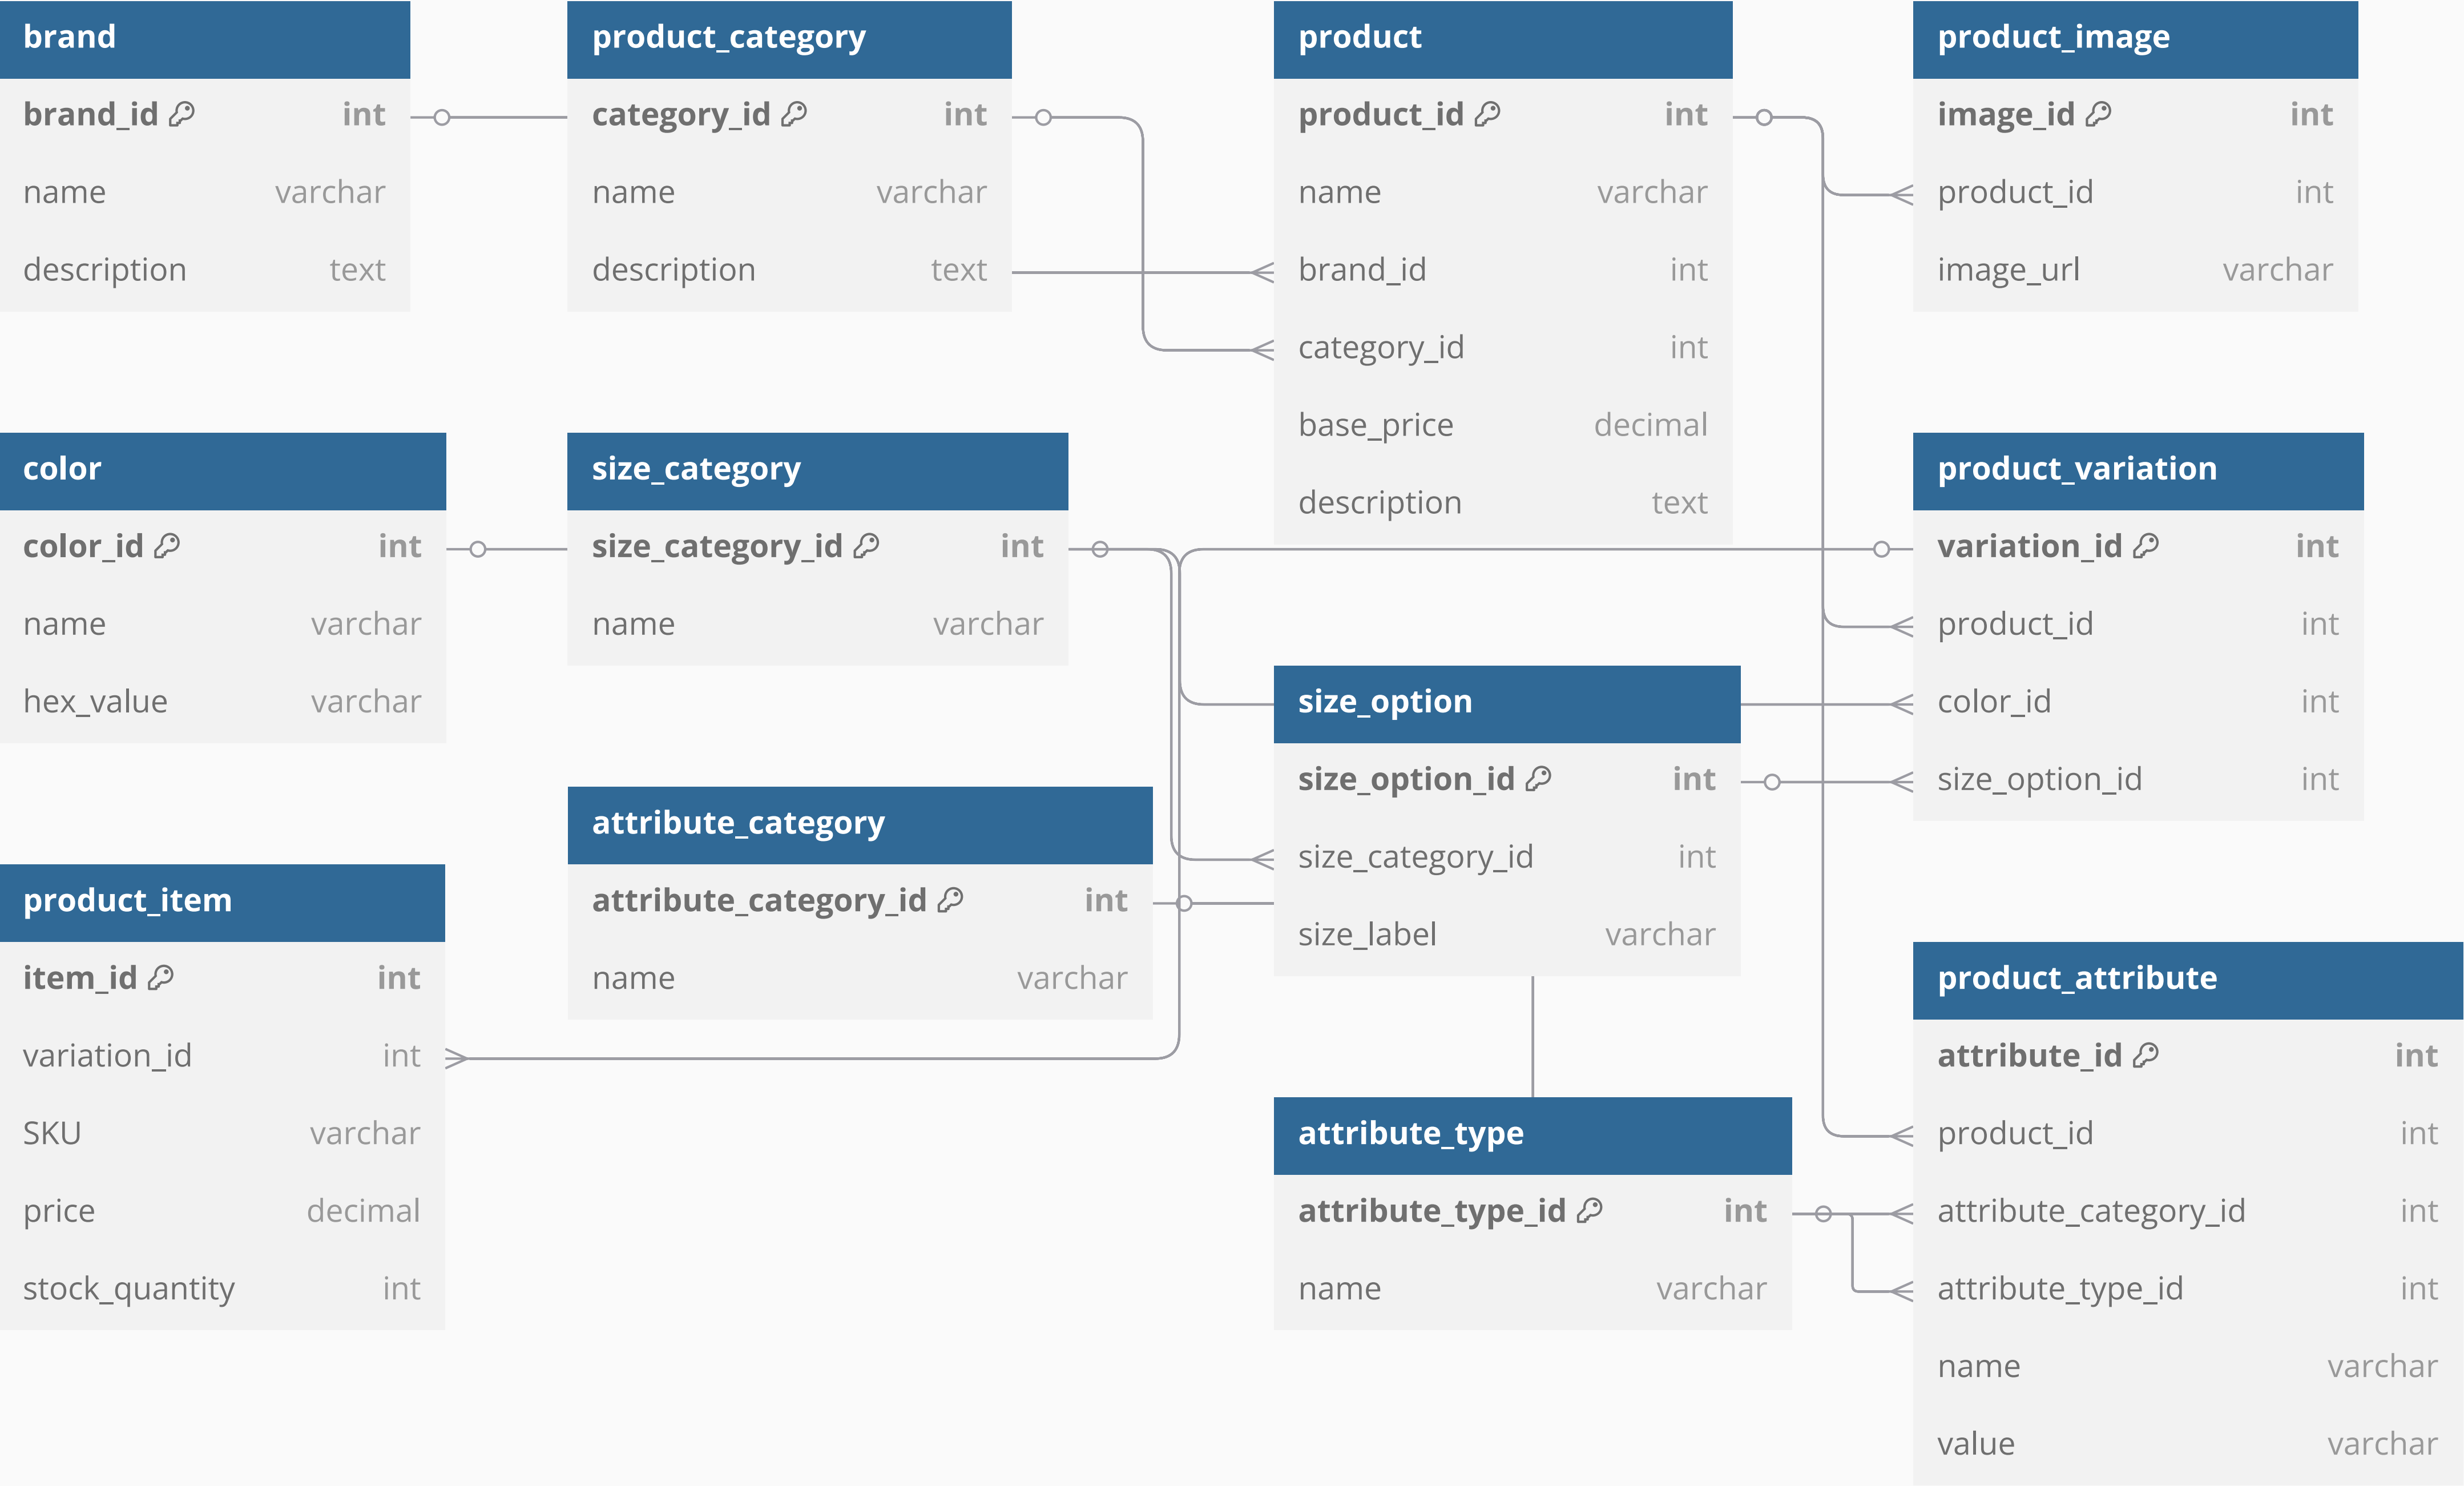 brand
brand_id int
name varchar
description text
product_category
category_id int
name varchar
description text
product
product_id int
name varchar
brand_id int
category_id int
base_price decimal
description text
product_image
image_id int
product_id int
image_url varchar
color
color_id int
name varchar
hex_value varchar
size_category
size_category_id int
name varchar
product_variation
variation_id int
product_id int
color_id int
size_option_id int
size_option
size_option_id int
size_category_id int
size_label varchar
attribute_category
attribute_category_id int
name varchar
product_item
item_id int
variation_id int
SKU varchar
price decimal
stock_quantity int
attribute_type
attribute_type_id int
name varchar
product_attribute
attribute_id int
product_id int
attribute_category_id int
attribute_type_id int
name varchar
value varchar